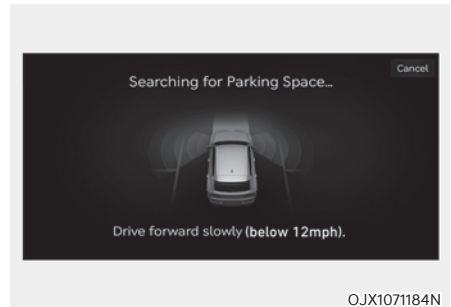 Cancel
Searching for Parking Space...
Drive forward slowly (below 12mph).
OJX1071184N